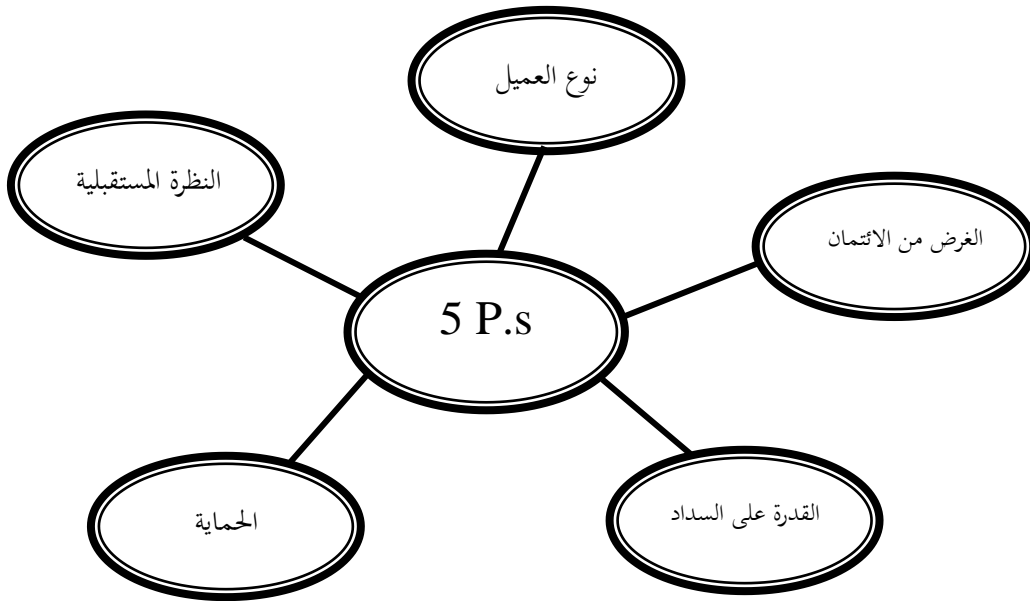 نوع العميل
النظرة المستقبلية
الغرض من الائتمان
5 P.s
الحماية
القدرة على السداد